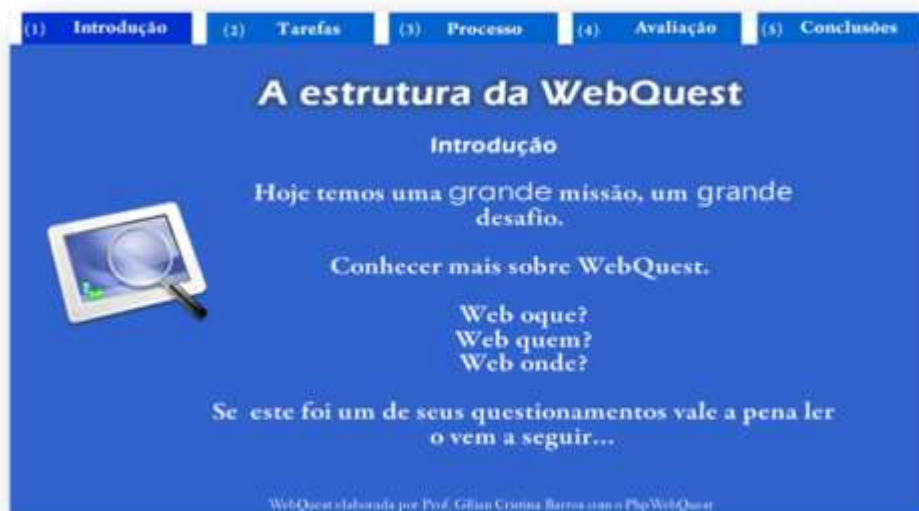 (1) Introdução (2) Tarefas (3) Processo (4) Avaliação (5) Conclusões
A estrutura da WebQuest
Introdução
Hoje temos uma grande missão, um grande
desafio.
Conhecer mais sobre WebQuest.
Web oque?
Web quem?
Web onde?
Se este foi um de seus questionamentos vale a pena ler
o vem a seguir...
WebQuest elaborada por Prof. Gílian Cristina Barros com o PhpWebQuest